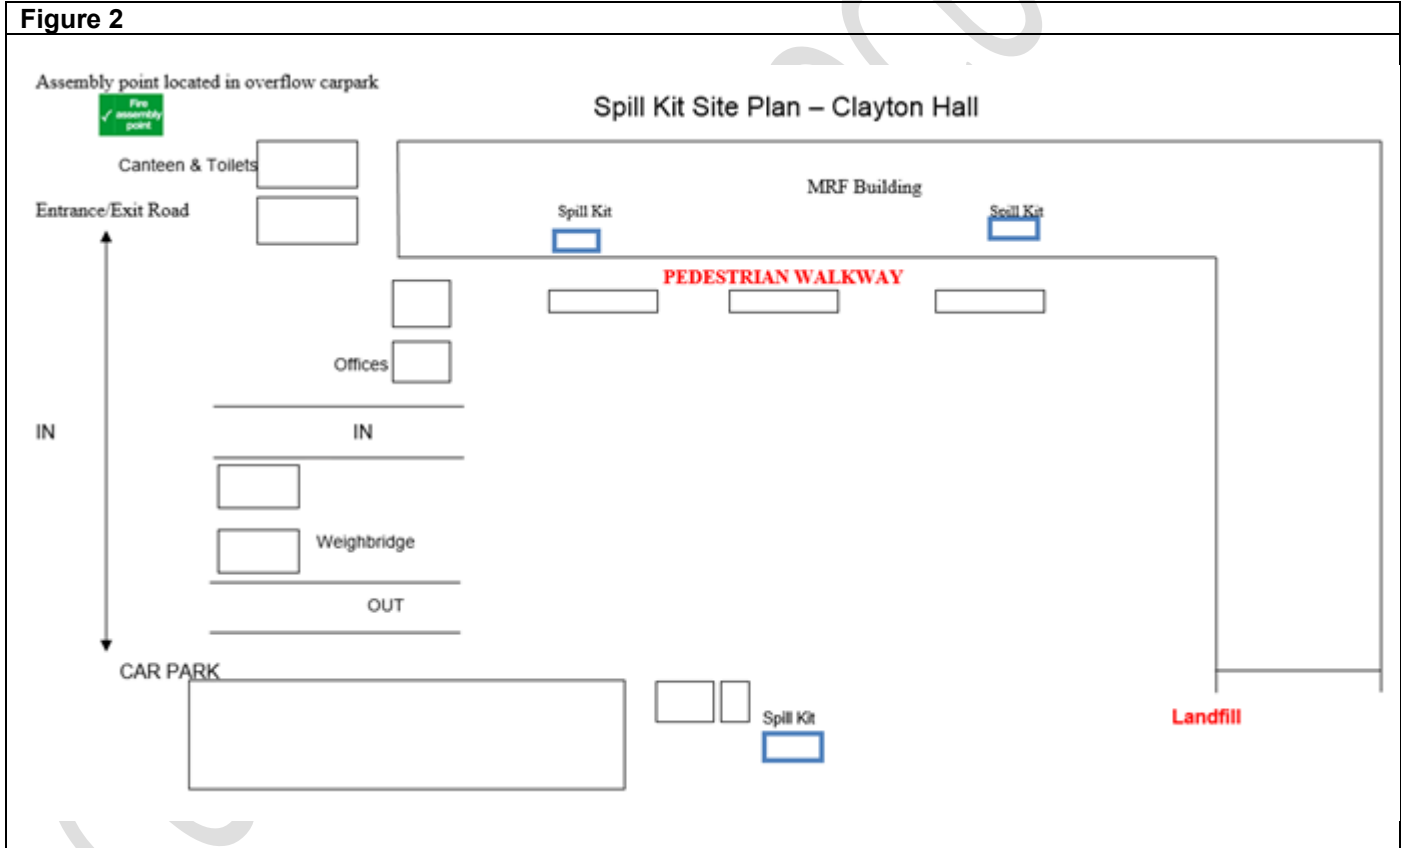 Figure 2
Assembly point located in overflow carpark
Fire
assembly
point
Spill Kit Site Plan – Clayton Hall
Canteen & Toilets
MRF Building
Entrance/Exit Road
Spill Kit
Spill Kit
PEDESTRIAN WALKWAY
Offices
IN
IN
Weighbridge
OUT
CAR PARK
Spill Kit
Landfill